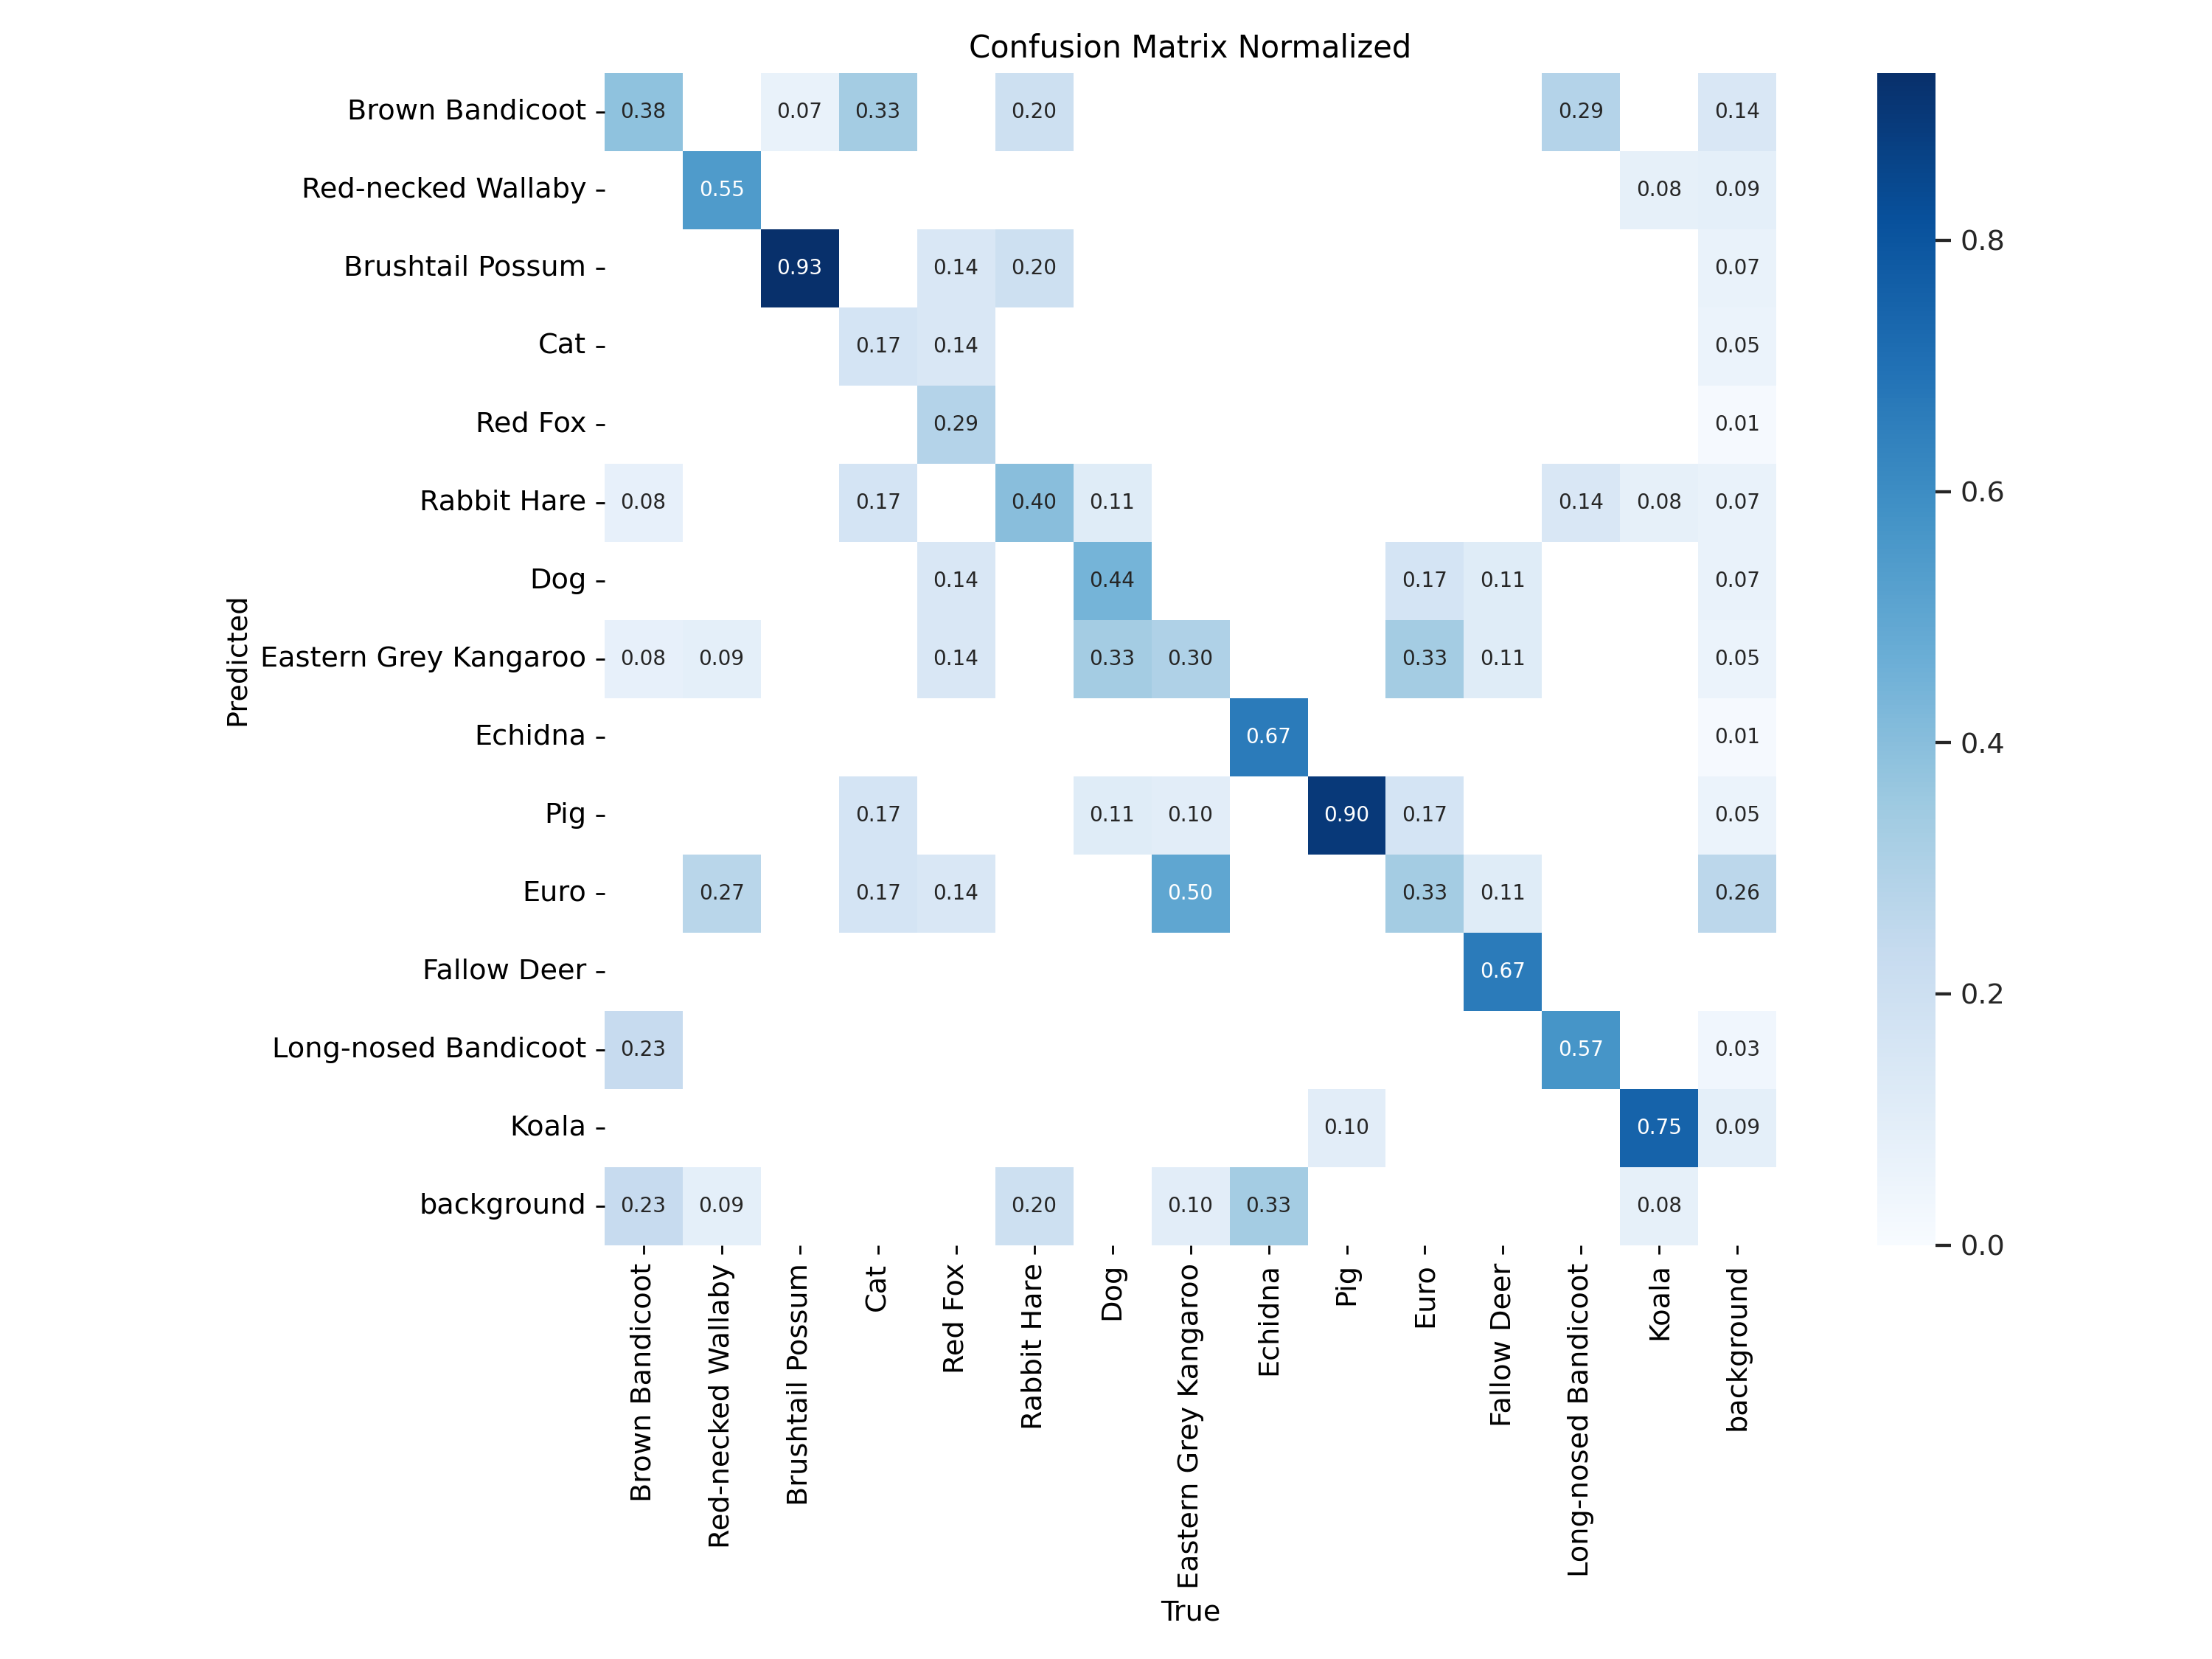 Confusion Matrix Normalized
Brown Bandicoot 0.38 0.07 0.33 0.20 0.29 0.14
Red-necked Wallaby 0.55 0.08 0.09
0.8
Brushtail Possum 0.93 0.14 0.20 0.07
Cat 0.17 0.14 0.05
Red Fox 0.29 0.01
0.6
Rabbit Hare 0.08 0.17 0.40 0.11 0.14 0.08 0.07
Dog 0.14 0.44 0.17 0.11 0.07
Predicted
Eastern Grey Kangaroo 0.08 0.09 0.14 0.33 0.30 0.33 0.11 0.05
Echidna 0.67 0.01
0.4
Pig 0.17 0.11 0.10 0.90 0.17 0.05
Euro 0.27 0.17 0.14 0.50 0.33 0.11 0.26
Fallow Deer 0.67
0.2
Long-nosed Bandicoot 0.23 0.57 0.03
Koala 0.10 0.75 0.09
background 0.23 0.09 0.20 0.10 0.33 0.08
0.0
Brown Bandicoot
Red-necked Wallaby
Brushtail Possum
Cat
Red Fox
Rabbit Hare
Dog
Eastern Grey Kangaroo
Echidna
Pig
Euro
Fallow Deer
Long-nosed Bandicoot
Koala
background
True